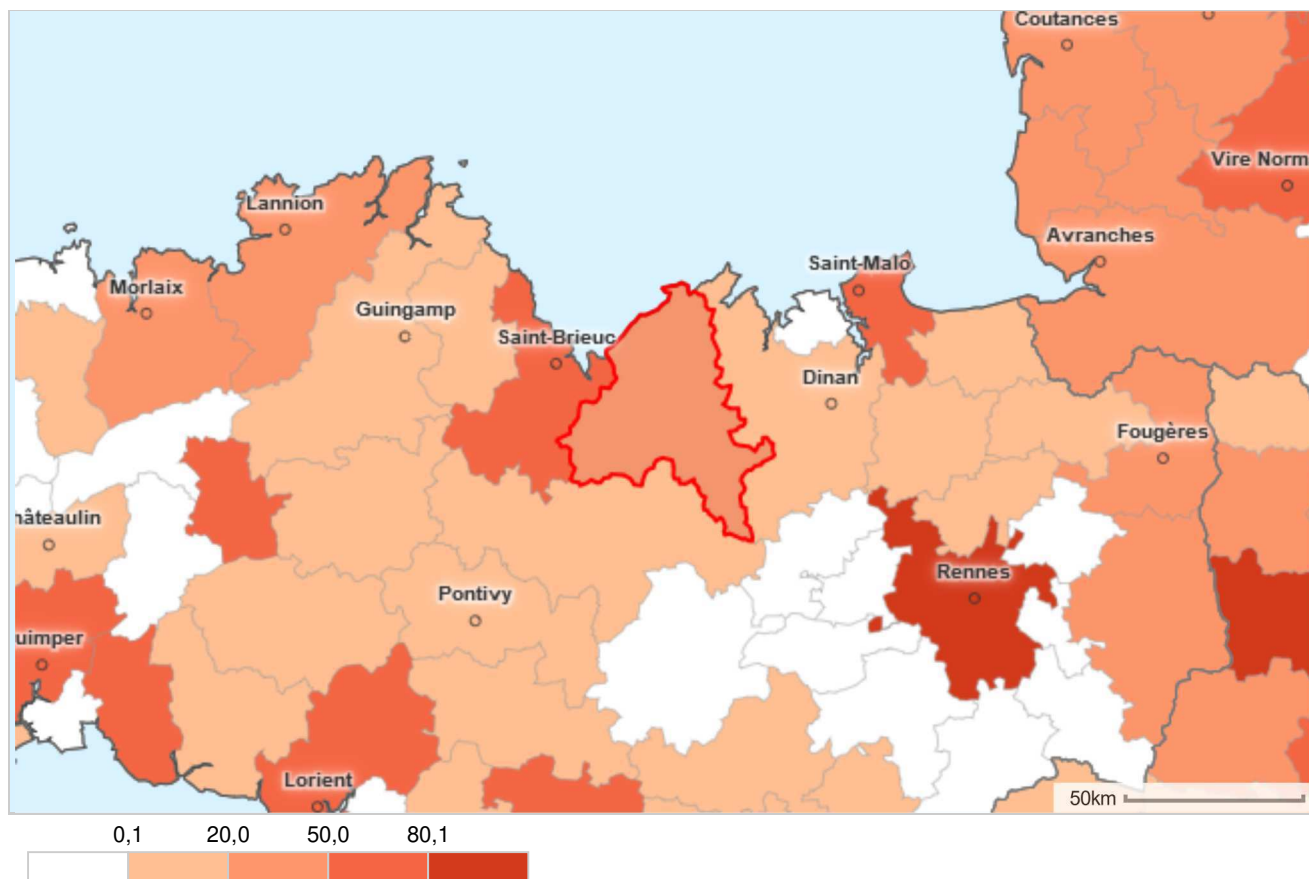 Coutances
Vire Norm
Lannion
Avranches
Saint-Malo
Morlaix
Guingamp
Saint-Brieuc
Dinan
Fougères
hâteaulin
Rennes
Pontivy
uimper
Lorient
50km
0,1 20,0 50,0 80,1